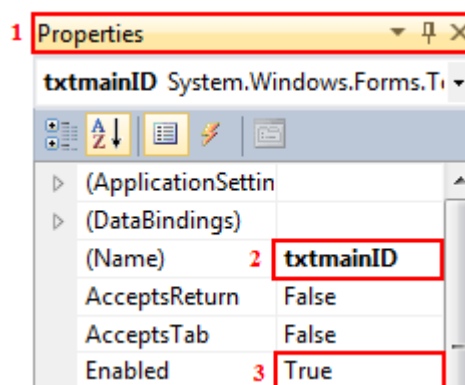 1 Properties
txtmainID System.Windows.Forms.T
(ApplicationSettin
(DataBindings)
(Name) 2 txtmainID
AcceptsReturn False
AcceptsTab False
Enabled 3 True